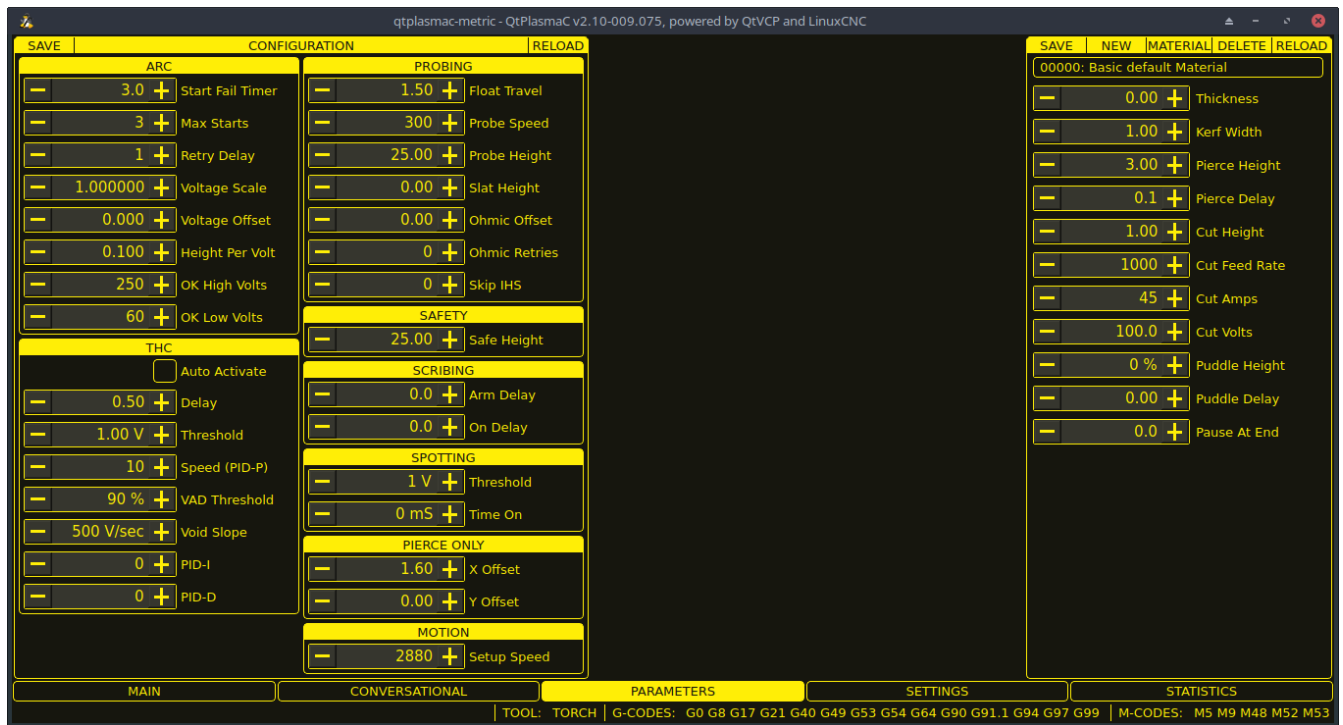 qtplasmac-metric - QtPlasmaC v2.10-009.075, powered by QtVCP and LinuxCNC
SAVE CONFIGURATION RELOAD
ARC
3.0 Start Fail Timer
3 Max Starts
1 Retry Delay
1.000000 Voltage Scale
0.000 Voltage Offset
0.100 Height Per Volt
250 OK High Volts
60 OK Low Volts
THC
Auto Activate
0.50 Delay
1.00 V Threshold
10 Speed (PID-P)
90 % VAD Threshold
500 V/sec Void Slope
0 PID-I
0 PID-D
PROBING
1.50 Float Travel
300 Probe Speed
25.00 Probe Height
0.00 Slat Height
0.00 Ohmic Offset
0 Ohmic Retries
0 Skip IHS
SAFETY
25.00 Safe Height
SCRIBING
0.0 Arm Delay
0.0 On Delay
SPOTTING
1 V Threshold
0 mS Time On
PIERCE ONLY
1.60 X Offset
0.00 Y Offset
MOTION
2880 Setup Speed
SAVE NEW MATERIAL DELETE RELOAD
00000: Basic default Material
0.00 Thickness
1.00 Kerf Width
3.00 Pierce Height
0.1 Pierce Delay
1.00 Cut Height
1000 Cut Feed Rate
45 Cut Amps
100.0 Cut Volts
0 % Puddle Height
0.00 Puddle Delay
0.0 Pause At End
MAIN CONVERSATIONAL PARAMETERS SETTINGS STATISTICS
TOOL: TORCH G-CODES: G0 G8 G17 G21 G40 G49 G53 G54 G64 G90 G91.1 G94 G97 G99 M-CODES: M5 M9 M48 M52 M53